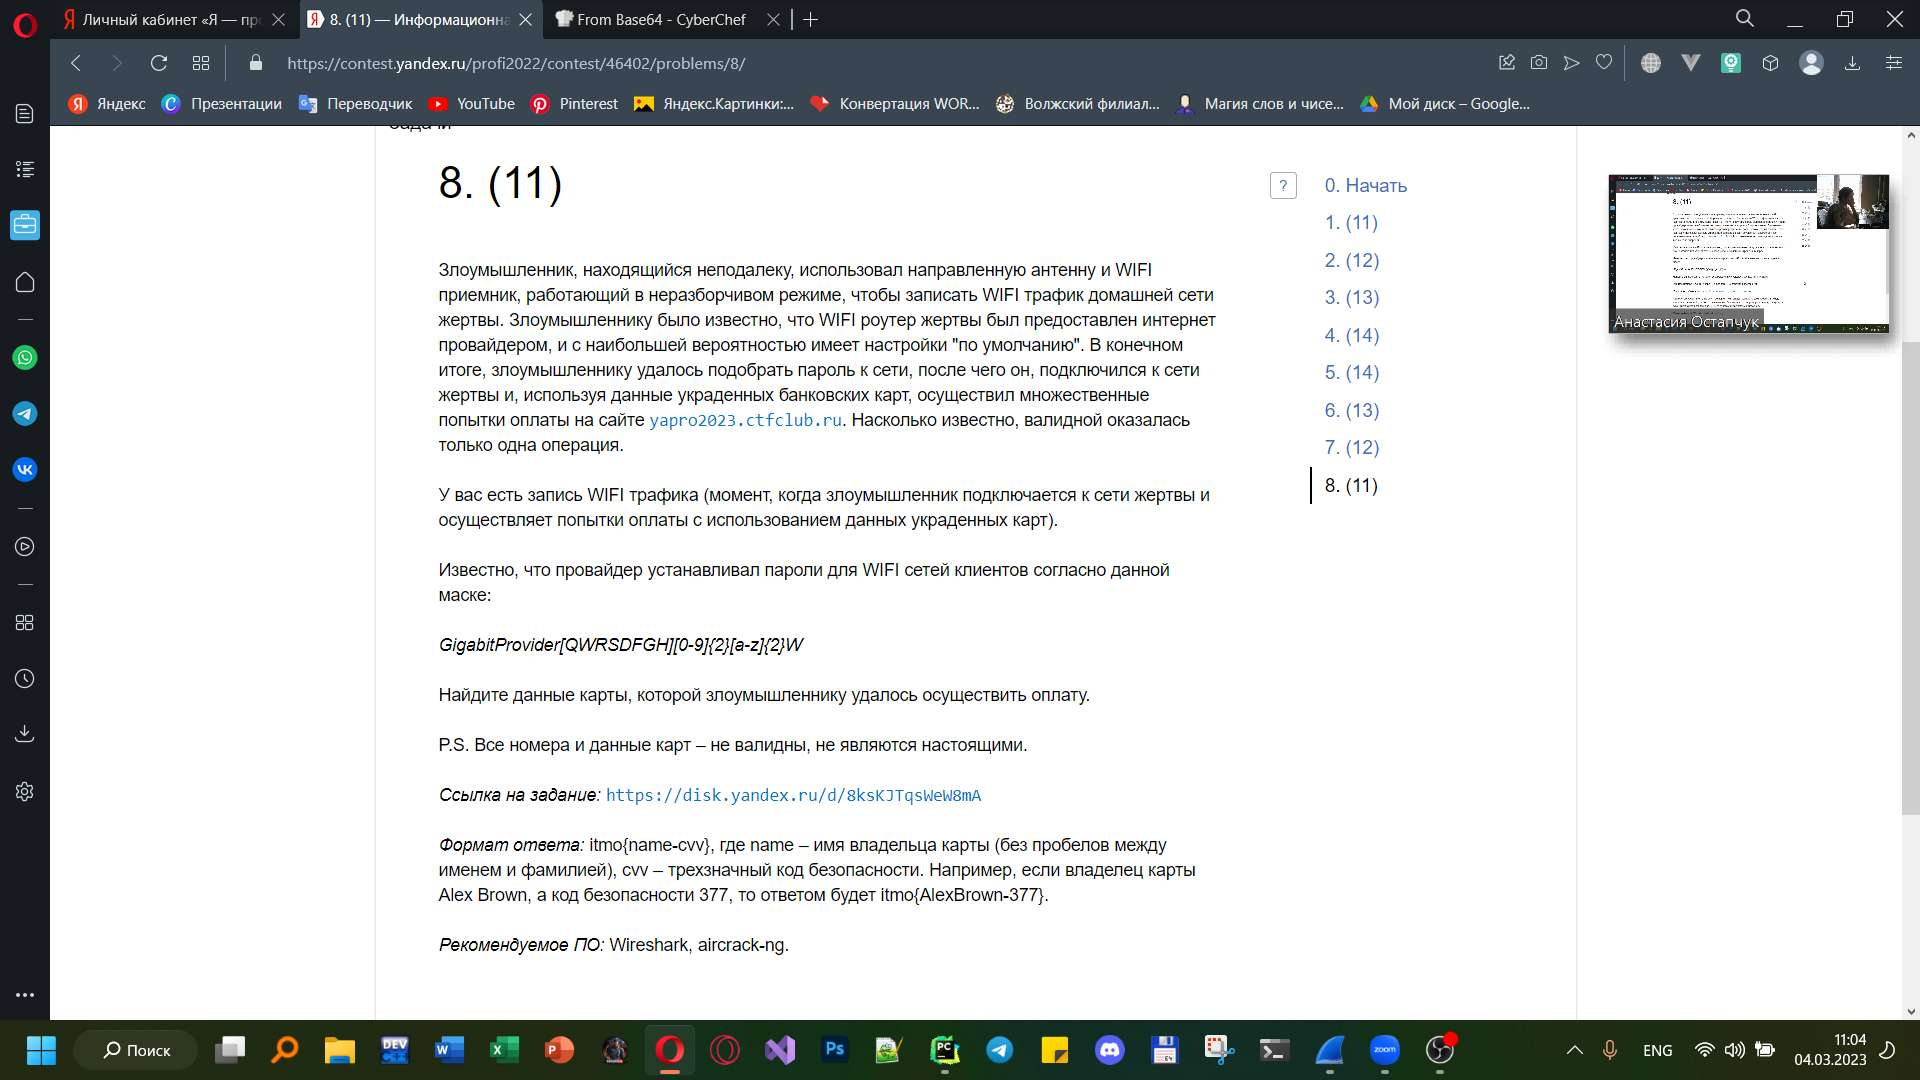 Личный кабинет «Я — пр
8. (11) — Информационна
From Base64 - CyberChef
https://contest.yandex.ru/profi2022/contest/46402/problems/8/
Яндекс
Презентации
Переводчик
YouTube
Pinterest
Яндекс.Картинки:...
Конвертация WOR...
Волжский филиал...
Магия слов и чисе...
Мой диск – Google...
задачи
8. (11)
?
0. Начать
1. (11)
2. (12)
3. (13)
4. (14)
5. (14)
6. (13)
7. (12)
8. (11)
Злоумышленник, находящийся неподалеку, использовал направленную антенну и WIFI
приемник, работающий в неразборчивом режиме, чтобы записать WIFI трафик домашней сети
жертвы. Злоумышленнику было известно, что WIFI роутер жертвы был предоставлен интернет
провайдером, и с наибольшей вероятностью имеет настройки "по умолчанию". В конечном
итоге, злоумышленнику удалось подобрать пароль к сети, после чего он, подключился к сети
жертвы и, используя данные украденных банковских карт, осуществил множественные
попытки оплаты на сайте yapro2023.ctfclub.ru. Насколько известно, валидной оказалась
только одна операция.
У вас есть запись WIFI трафика (момент, когда злоумышленник подключается к сети жертвы и
осуществляет попытки оплаты с использованием данных украденных карт).
Известно, что провайдер устанавливал пароли для WIFI сетей клиентов согласно данной
маске:
GigabitProvider[QWRSDFGH][0-9]{2}[a-z]{2}W
Найдите данные карты, которой злоумышленнику удалось осуществить оплату.
P.S. Все номера и данные карт – не валидны, не являются настоящими.
Ссылка на задание: https://disk.yandex.ru/d/8ksKJTqsWeW8mA
Формат ответа: itmo{name-cvv}, где name – имя владельца карты (без пробелов между
именем и фамилией), cvv – трехзначный код безопасности. Например, если владелец карты
Alex Brown, а код безопасности 377, то ответом будет itmo{AlexBrown-377}.
Рекомендуемое ПО: Wireshark, aircrack-ng.
8. (11)
Анастасия Остапчук
Поиск
DEV
Ps
PC
zoom
ENG
11:04
04.03.2023